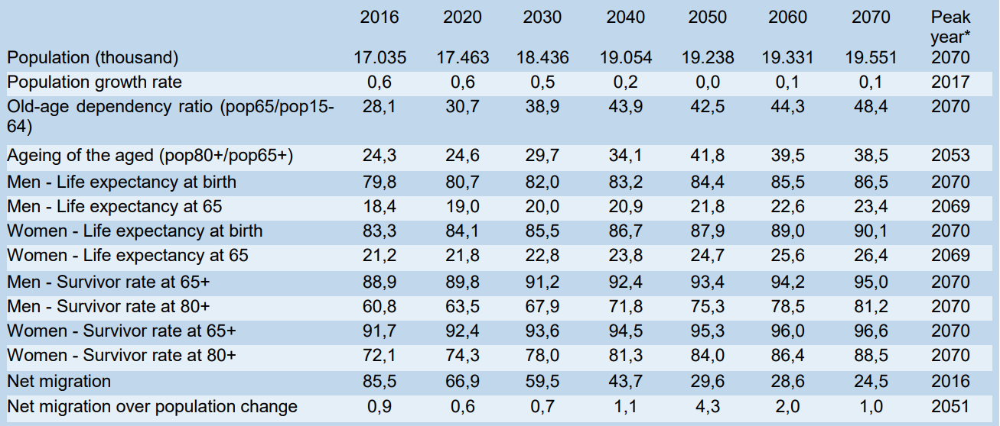 2016 2020 2030 2040 2050 2060 2070 Peak
year*
Population (thousand) 17.035 17.463 18.436 19.054 19.238 19.331 19.551 2070
Population growth rate 0,6 0,6 0,5 0,2 0,0 0,1 0,1 2017
Old-age dependency ratio (pop65/pop15- 28,1 30,7 38,9 43,9 42,5 44,3 48,4 2070
64)
Ageing of the aged (pop80+/pop65+) 24,3 24,6 29,7 34,1 41,8 39,5 38,5 2053
Men - Life expectancy at birth 79,8 80,7 82,0 83,2 84,4 85,5 86,5 2070
Men - Life expectancy at 65 18,4 19,0 20,0 20,9 21,8 22,6 23,4 2069
Women - Life expectancy at birth 83,3 84,1 85,5 86,7 87,9 89,0 90,1 2070
Women - Life expectancy at 65 21,2 21,8 22,8 23,8 24,7 25,6 26,4 2069
Men - Survivor rate at 65+ 88,9 89,8 91,2 92,4 93,4 94,2 95,0 2070
Men - Survivor rate at 80+ 60,8 63,5 67,9 71,8 75,3 78,5 81,2 2070
Women - Survivor rate at 65+ 91,7 92,4 93,6 94,5 95,3 96,0 96,6 2070
Women - Survivor rate at 80+ 72,1 74,3 78,0 81,3 84,0 86,4 88,5 2070
Net migration 85,5 66,9 59,5 43,7 29,6 28,6 24,5 2016
Net migration over population change 0,9 0,6 0,7 1,1 4,3 2,0 1,0 2051